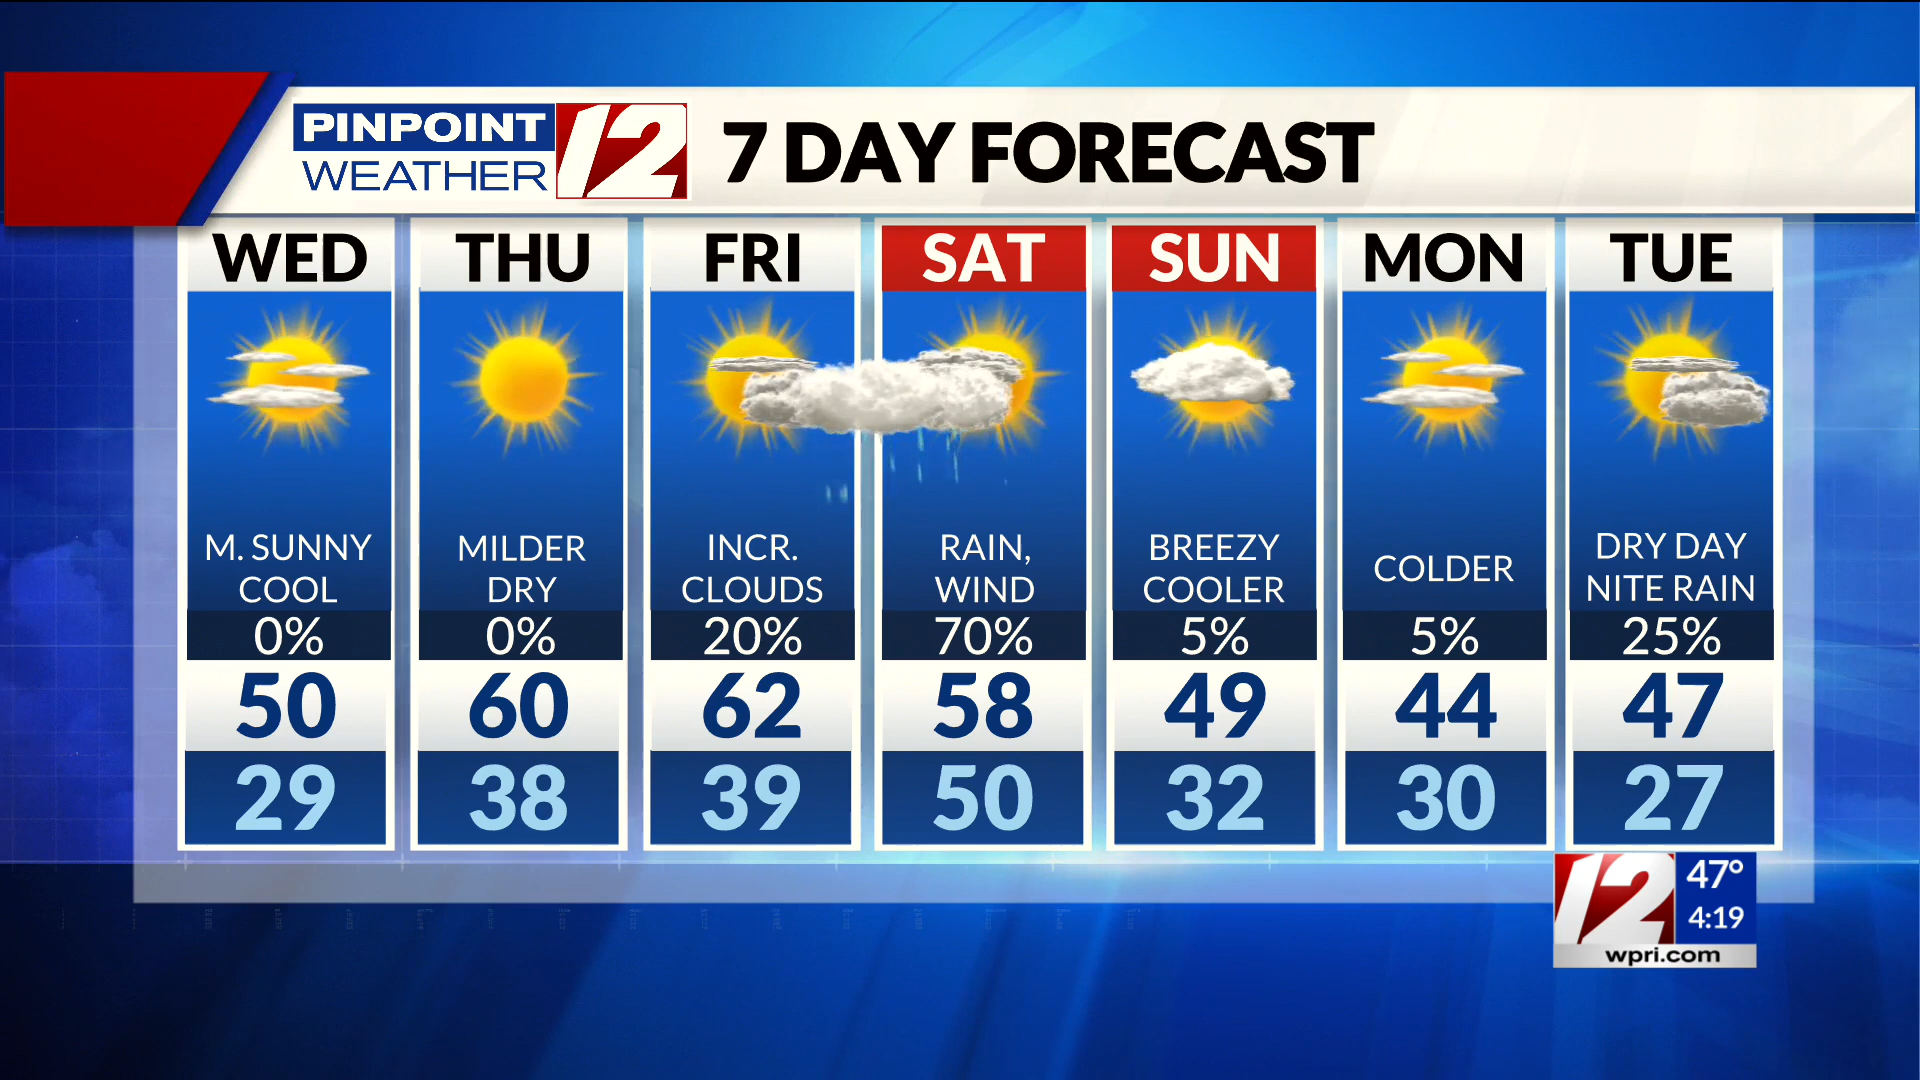 PINPOINT
WEATHER
12
7 DAY FORECAST
WED
THU
FRI
SAT
SUN
MON
TUE
M. SUNNY
COOL
MILDER
DRY
INCR.
CLOUDS
RAIN,
WIND
BREEZY
COOLER
COLDER
DRY DAY
NITE RAIN
0%
0%
20%
70%
5%
5%
25%
50
60
62
58
49
44
47
29
38
39
50
32
30
27
12
47°
4:19
wpri.com